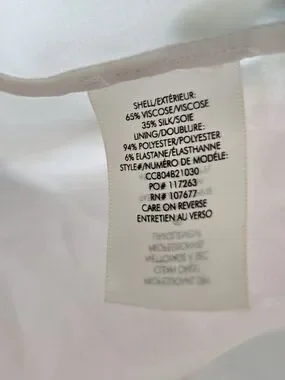 SHELL/EXTÉRIEUR:
65% VISCOSE/VISCOSE
35% SILK/SOIE
LINING/DOUBLURE:
94% POLYESTER/POLYESTER
6% ELASTANE/ÉLASTHANNE
STYLE#/NUMÉRO DE MODÈLE:
CC804B21030
PO# 117263
RN# 107677
CARE ON REVERSE
ENTRETIEN AU VERSO